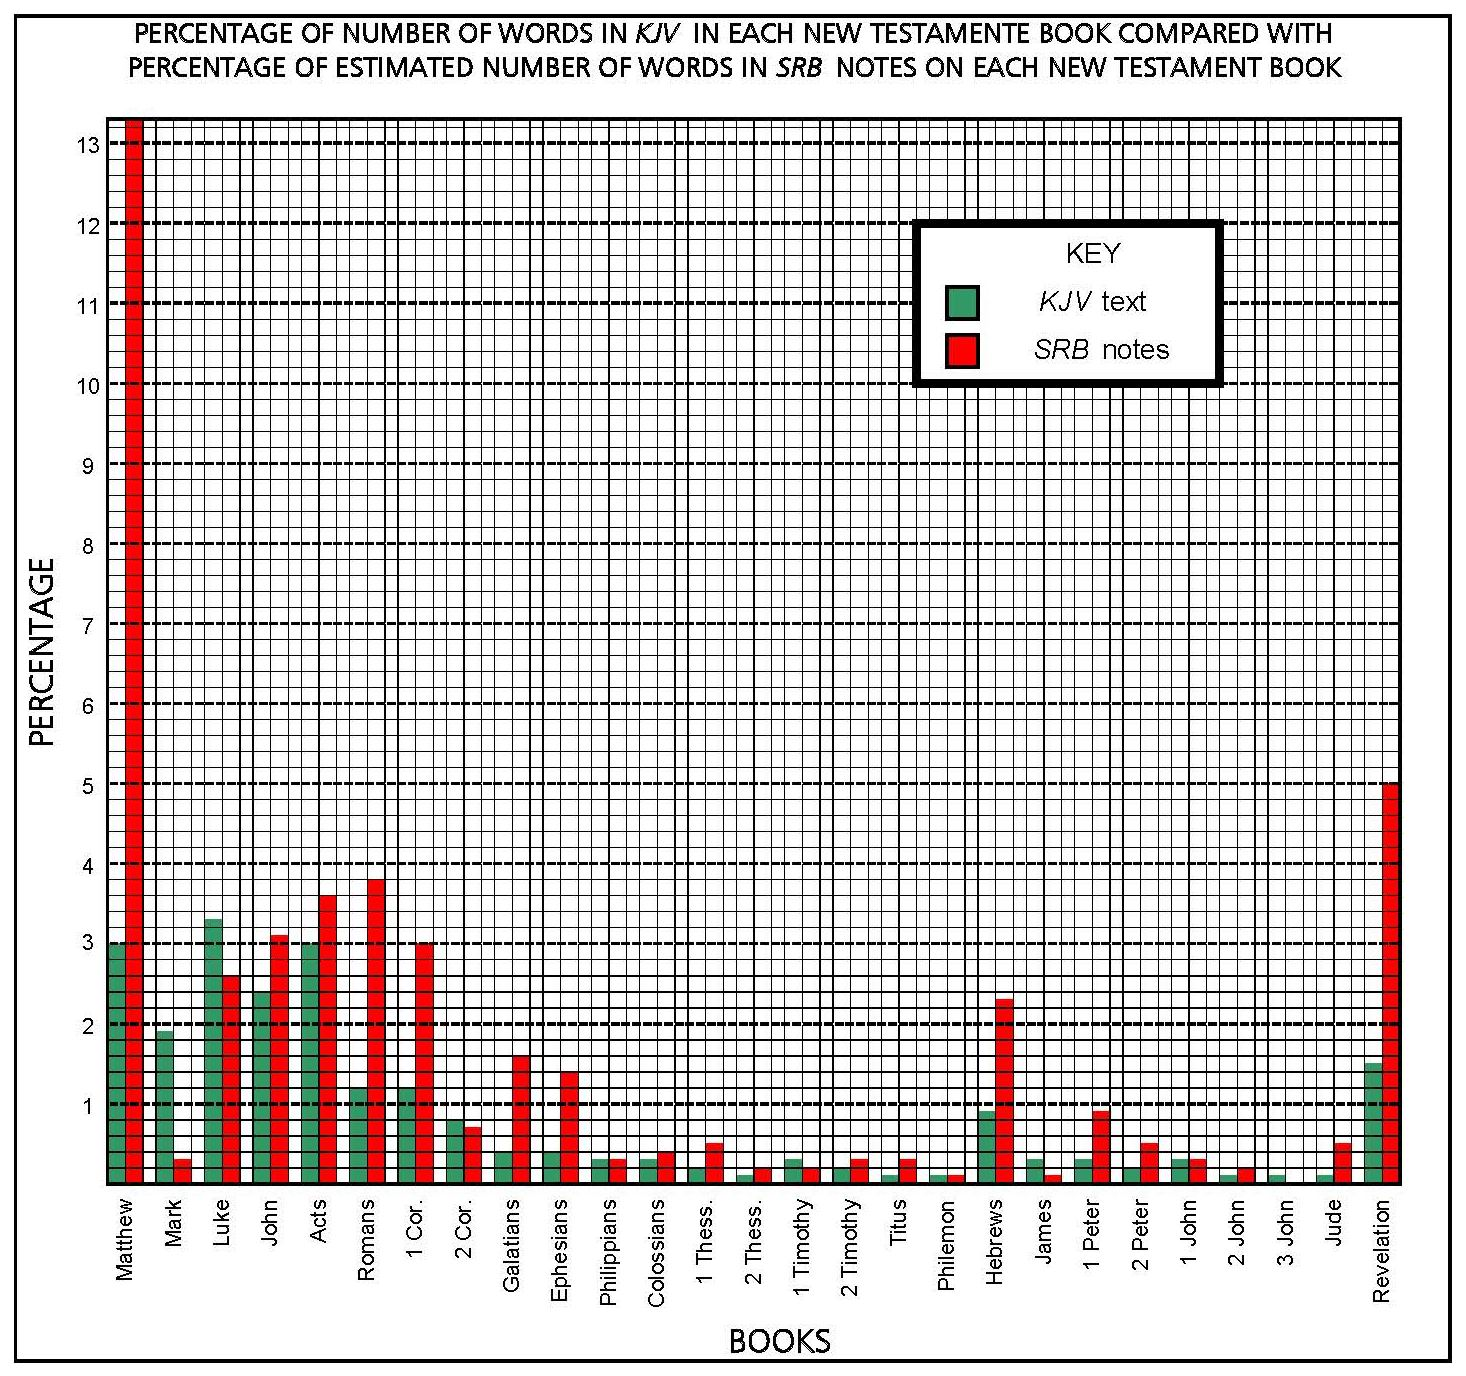 PERCENTAGE OF NUMBER OF WORDS IN KJV IN EACH NEW TESTAMENTE BOOK COMPARED WITH
PERCENTAGE OF ESTIMATED NUMBER OF WORDS IN SRB NOTES ON EACH NEW TESTAMENT BOOK
13
12
11
10
9
8
7
6
5
4
3
2
1
PERCENTAGE
KEY
KJV text
SRB notes
Matthew
Mark
Luke
John
Acts
Romans
1 Cor.
2 Cor.
Galatians
Ephesians
Philippians
Colossians
1 Thess.
2 Thess.
1 Timothy
2 Timothy
Titus
Philemon
Hebrews
James
1 Peter
2 Peter
1 John
2 John
3 John
Jude
Revelation
BOOKS